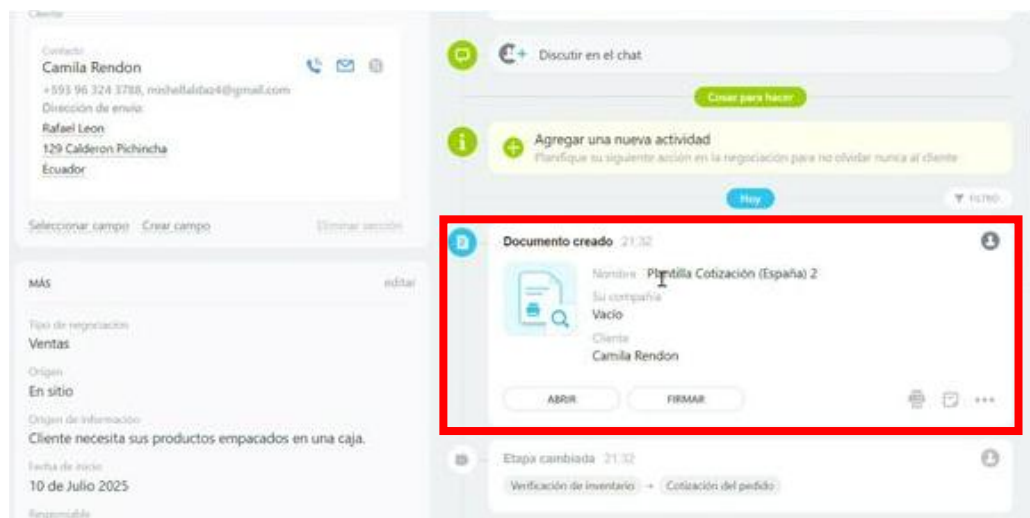 Cliente
Contacto
Camila Rendon
+593 96 324 3788, mishellaldaz4@gmail.com
Dirección de envío:
Rafael Leon
129 Calderon Pichincha
Ecuador
Seleccionar campo Crear campo Eliminar sección
MÁS editar
Tipo de negociación
Ventas
Origen
En sitio
Origen de información
Cliente necesita sus productos empacados en una caja.
Fecha de inicio
10 de Julio 2025
Responsable
Discutir en el chat
Cosas para hacer
Agregar una nueva actividad
Planifique su siguiente acción en la negociación para no olvidar nunca al cliente
Hoy FILTRO
Documento creado 21:32
Nombre Plantilla Cotización (España) 2
Su compañía
Vacío
Cliente
Camila Rendon
ABRIR FIRMAR
Etapa cambiada 21:32
Verificación de inventario → Cotización del pedido